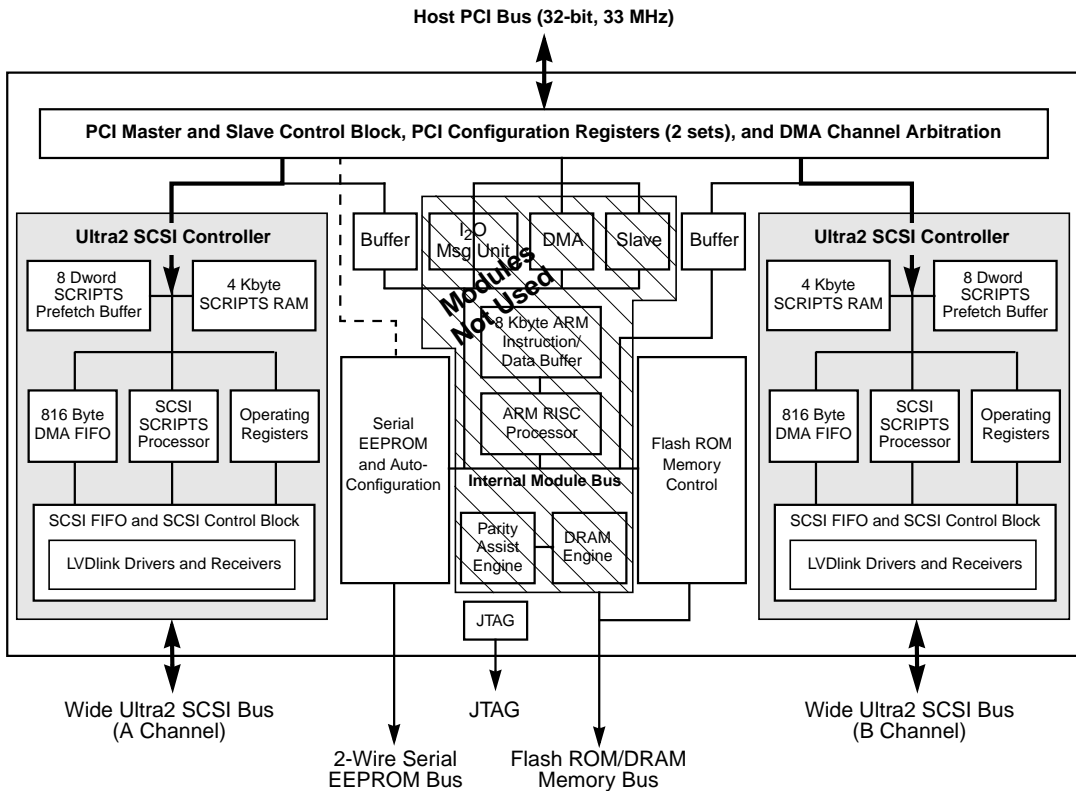 Host PCI Bus (32-bit, 33 MHz)
PCI Master and Slave Control Block, PCI Configuration Registers (2 sets), and DMA Channel Arbitration
Ultra2 SCSI Controller
8 Dword
SCRIPTS
Prefetch Buffer
4 Kbyte
SCRIPTS RAM
816 Byte
DMA FIFO
SCSI
SCRIPTS
Processor
Operating
Registers
SCSI FIFO and SCSI Control Block
LVDlink Drivers and Receivers
Buffer
I2O
Msg Unit
DMA
Slave
Buffer
Modules
Not Used
8 Kbyte ARM
Instruction/
Data Buffer
ARM RISC
Processor
Serial
EEPROM
and Auto-
Configuration
Internal Module Bus
Flash ROM
Memory
Control
Parity
Assist
Engine
DRAM
Engine
JTAG
Ultra2 SCSI Controller
4 Kbyte
SCRIPTS RAM
8 Dword
SCRIPTS
Prefetch Buffer
816 Byte
DMA FIFO
SCSI
SCRIPTS
Processor
Operating
Registers
SCSI FIFO and SCSI Control Block
LVDlink Drivers and Receivers
Wide Ultra2 SCSI Bus
(A Channel)
JTAG
Wide Ultra2 SCSI Bus
(B Channel)
2-Wire Serial
EEPROM Bus
Flash ROM/DRAM
Memory Bus